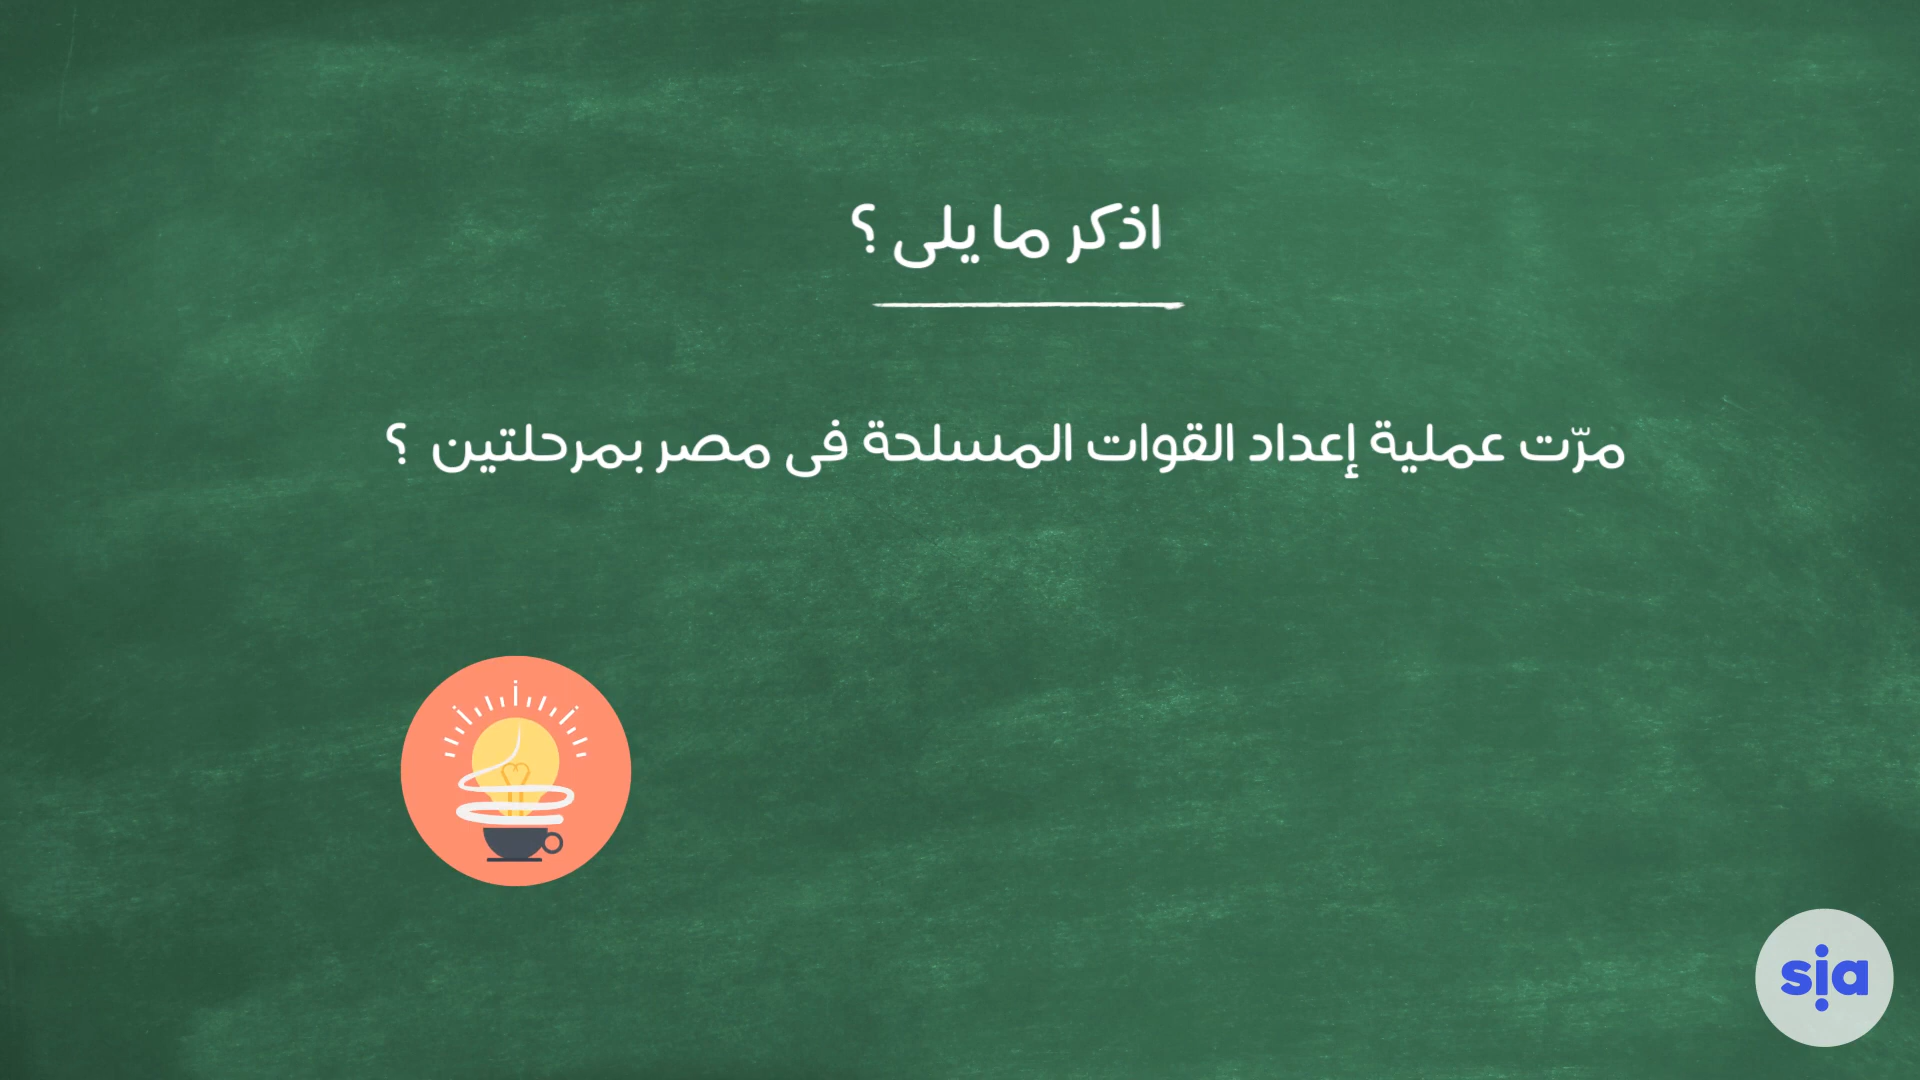 اذكر ما يلى ؟
مرّت عملية إعداد القوات المسلحة فى مصر بمرحلتين ؟
sia